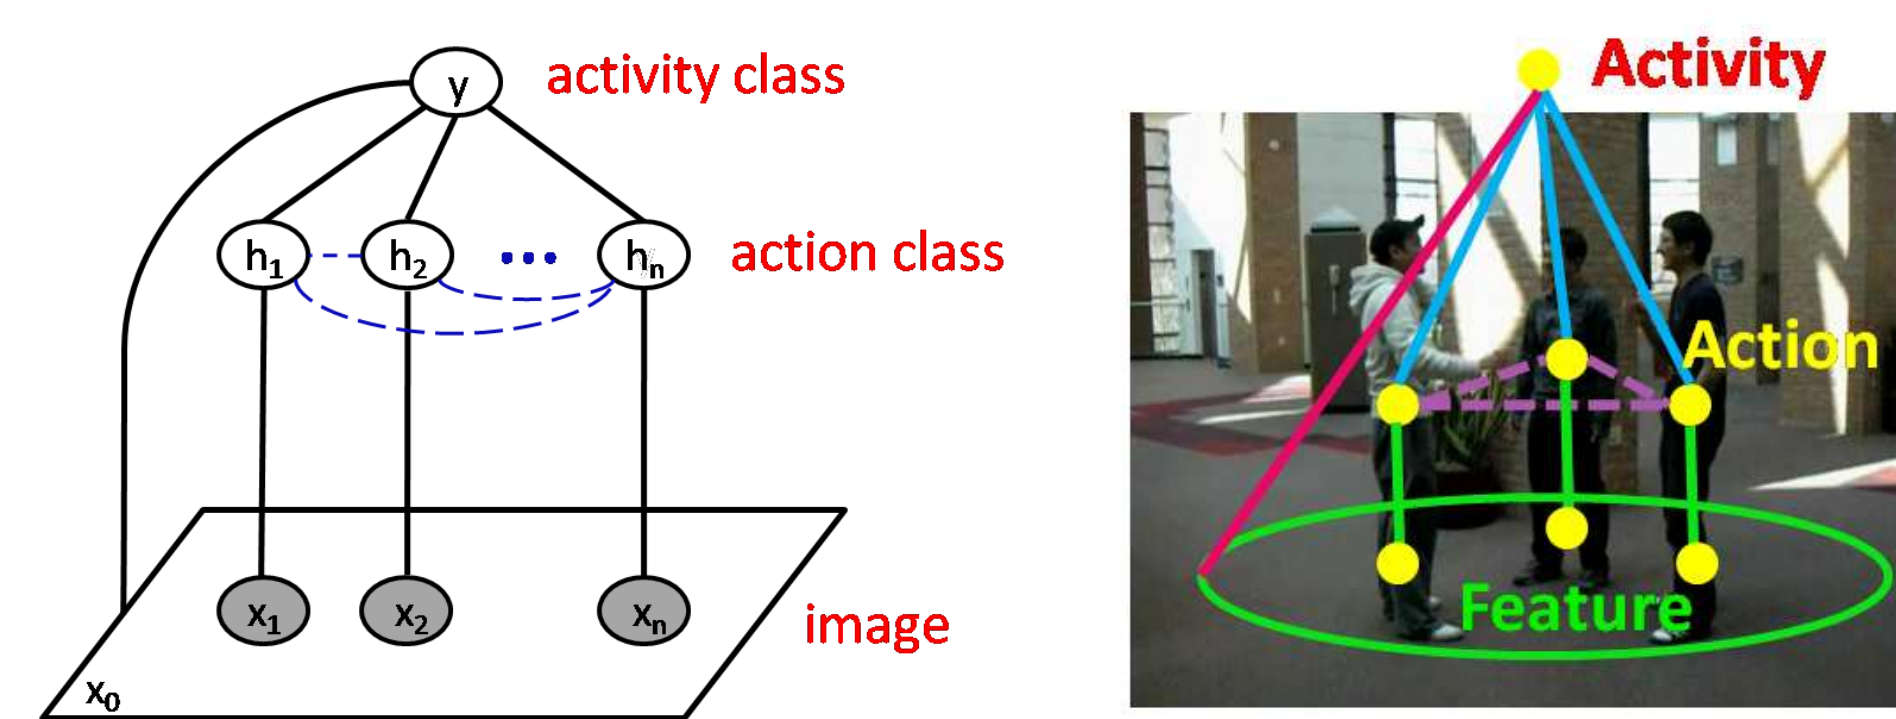 y
activity class
h1
h2
...
hn
action class
x1
x2
xn
image
x0
Activity
Action
Feature